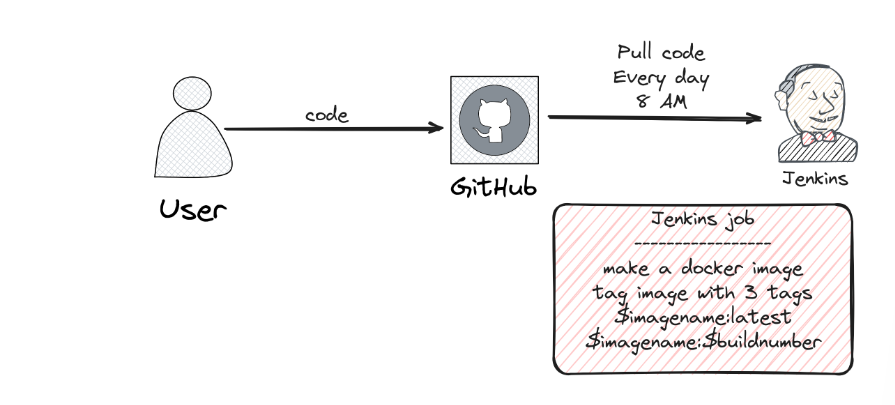 code
Pull code
Every day
8 AM
User
GitHub
Jenkins
Jenkins job
-----------------
make a docker image
tag image with 3 tags
$imagename:latest
$imagename:$buildnumber